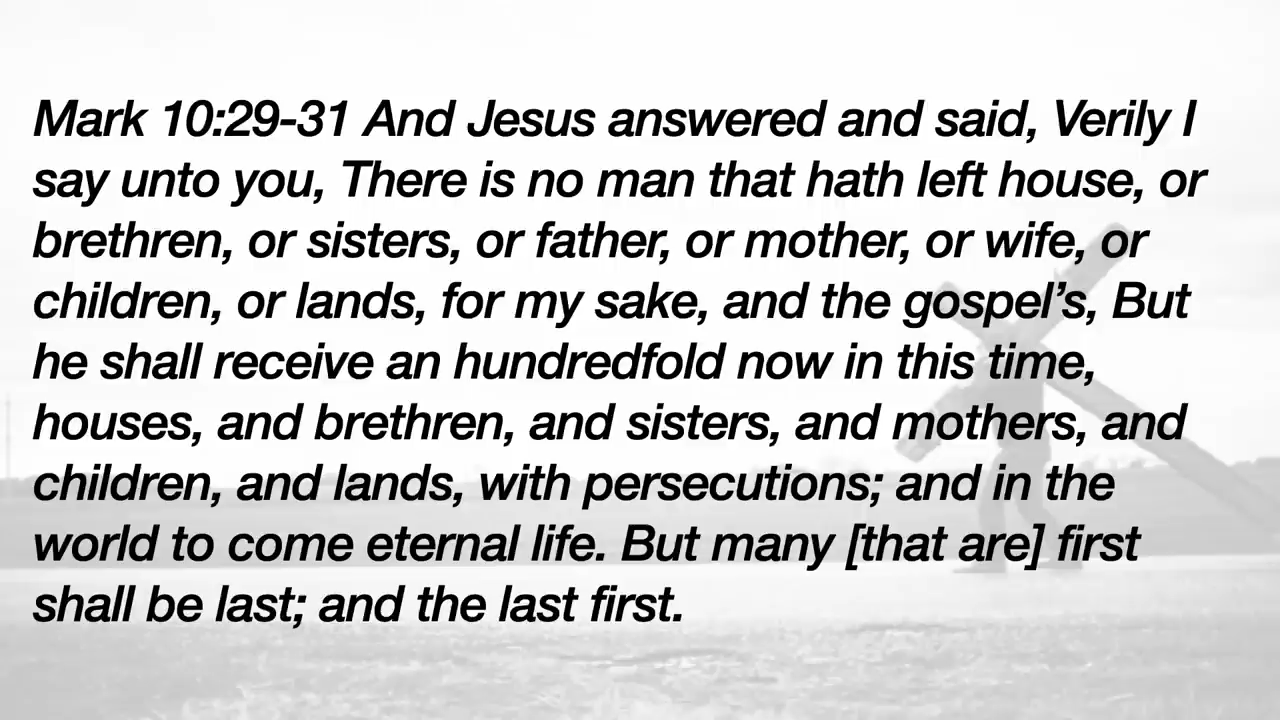 Mark 10:29-31 And Jesus answered and said, Verily I
say unto you, There is no man that hath left house, or
brethren, or sisters, or father, or mother, or wife, or
children, or lands, for my sake, and the gospel’s, But
he shall receive an hundredfold now in this time,
houses, and brethren, and sisters, and mothers, and
children, and lands, with persecutions; and in the
world to come eternal life. But many [that are] first
shall be last; and the last first.